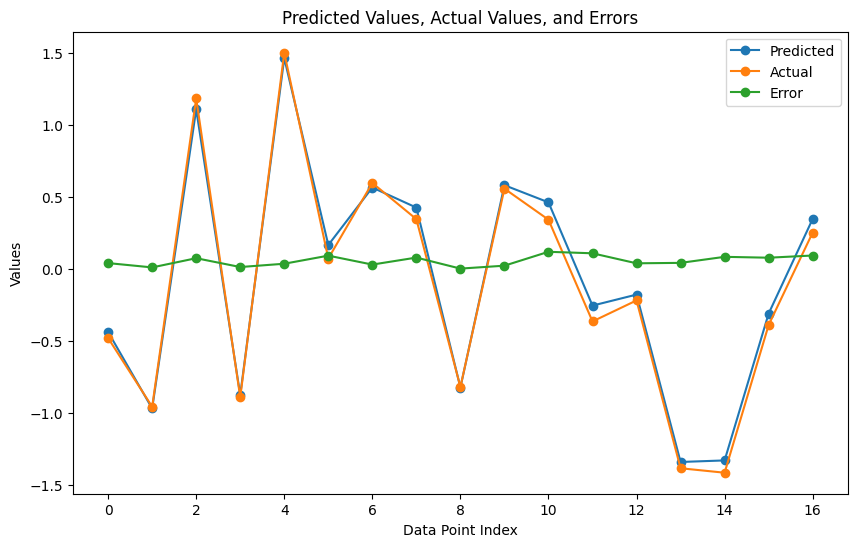 Predicted Values, Actual Values, and Errors
Predicted
Actual
Error
Values
1.5
1.0
0.5
0.0
−0.5
−1.0
−1.5
0 2 4 6 8 10 12 14 16
Data Point Index